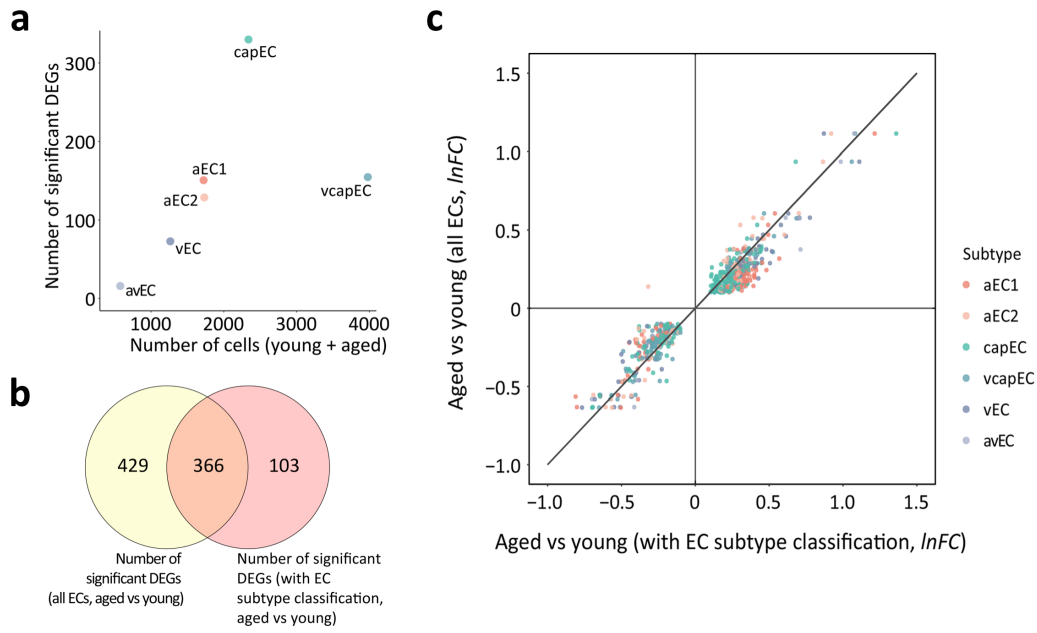 a
Number of significant DEGs
300
200
100
0
capEC
aEC1
aEC2
vcapEC
vEC
avEC
1000
2000
3000
4000
Number of cells (young + aged)
b
429
366
103
Number of
significant DEGs
(all ECs, aged vs young)
Number of significant
DEGs (with EC
subtype classification,
aged vs young)
c
Aged vs young (all ECs, lnFC)
1.5
1.0
0.5
0
−0.5
−1.0
−1.0
−0.5
0
0.5
1.0
1.5
Aged vs young (with EC subtype classification, lnFC)
Subtype
aEC1
aEC2
capEC
vcapEC
vEC
avEC